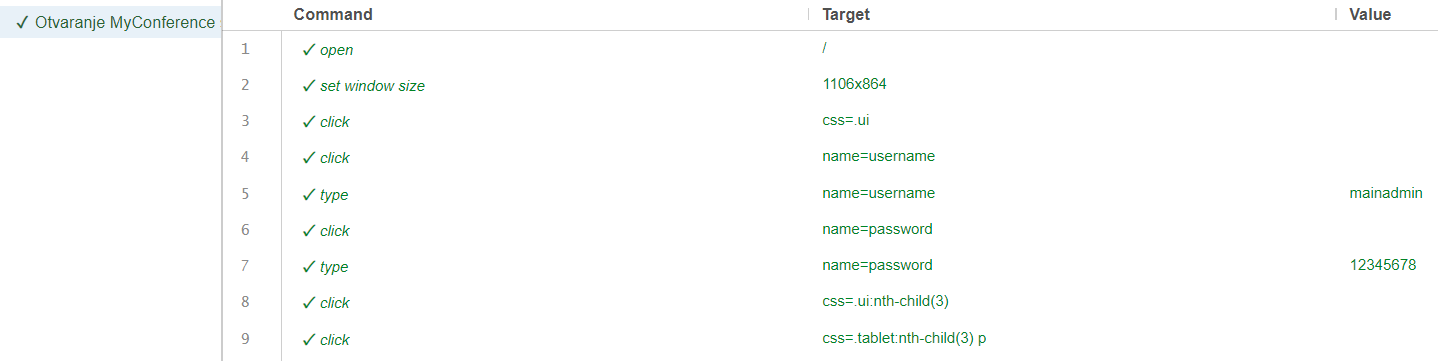 ✓ Otvaranje MyConference
Command Target Value
1 ✓ open /
2 ✓ set window size 1106x864
3 ✓ click css=.ui
4 ✓ click name=username
5 ✓ type name=username mainadmin
6 ✓ click name=password
7 ✓ type name=password 12345678
8 ✓ click css=.ui:nth-child(3)
9 ✓ click css=.tablet:nth-child(3) p